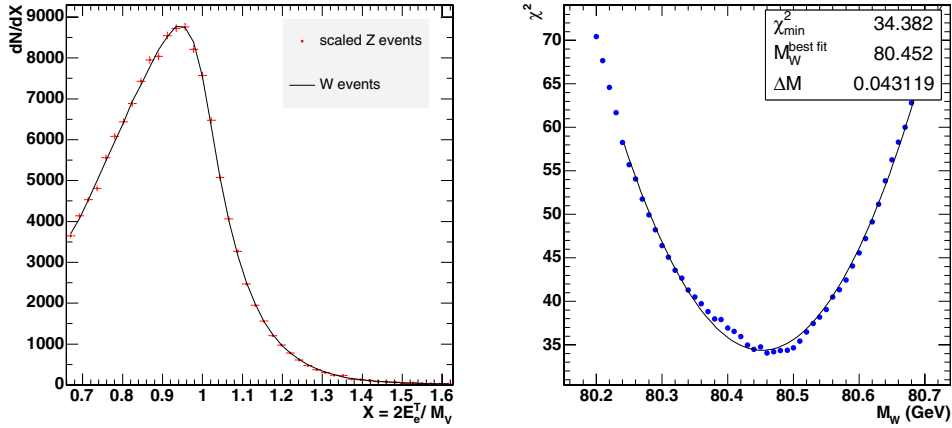 dN/dX
9000
8000
7000
6000
5000
4000
3000
2000
1000
0
scaled Z events
W events
0.7 0.8 0.9 1 1.1 1.2 1.3 1.4 1.5 1.6
X = 2E_e^T / M_V
χ²
70
65
60
55
50
45
40
35
χ²_min 34.382
M_W^best fit 80.452
ΔM 0.043119
80.2 80.3 80.4 80.5 80.6 80.7
M_W (GeV)